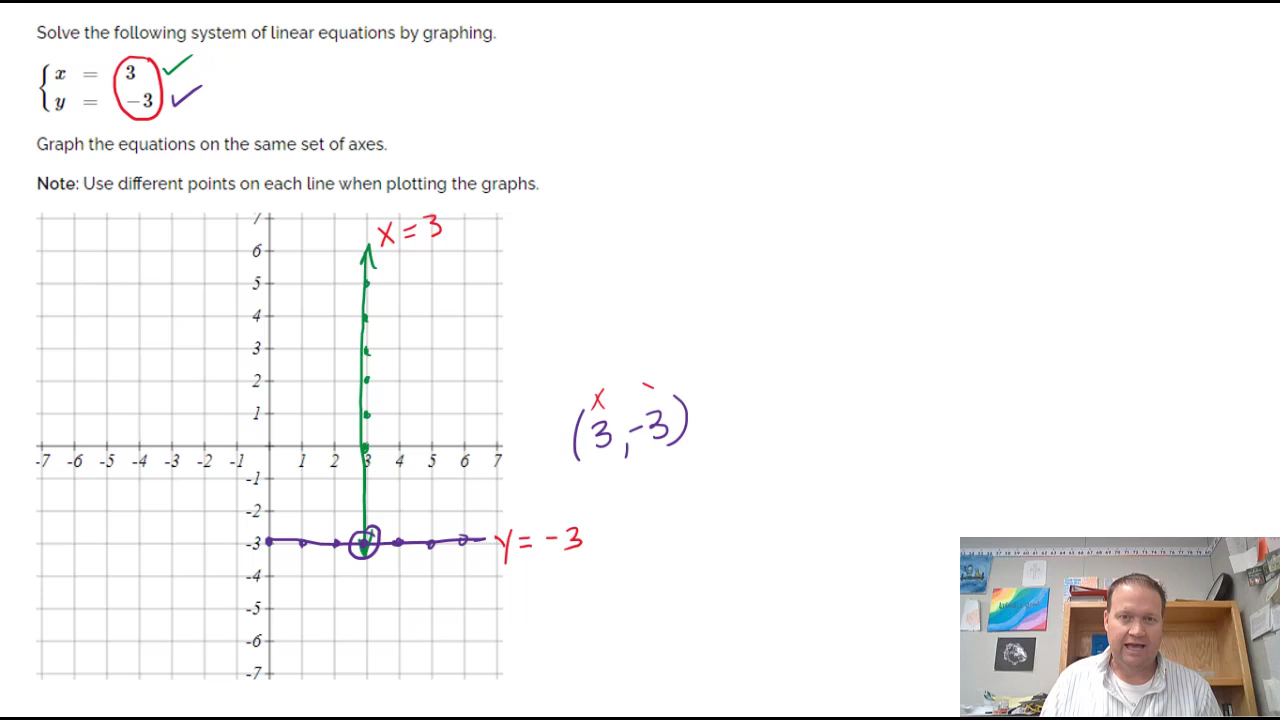 Solve the following system of linear equations by graphing.
x = 3
y = −3
Graph the equations on the same set of axes.
Note: Use different points on each line when plotting the graphs.
x = 3
7
6
5
4
3
2
1
-7 -6 -5 -4 -3 -2 -1 1 2 3 4 5 6 7
-1
-2
-3
-4
-5
-6
-7
x
(3, -3)
y = -3